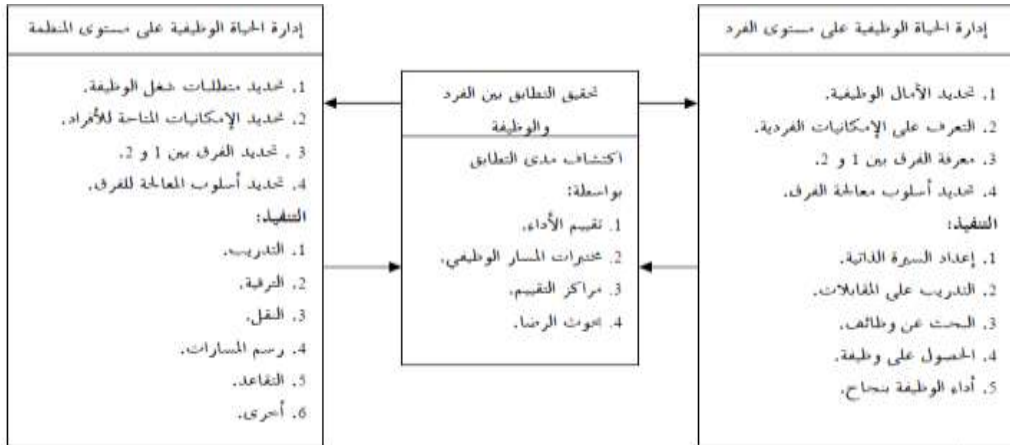 إدارة الحياة الوظيفية على مستوى الفرد
1. تحديد الآمال الوظيفية.
2. التعرف على الإمكانيات الفردية.
3. معرفة الفرق بين 1 و 2.
4. تحديد أسلوب معالجة الفرق.
التنفيذ:
1. إعداد السيرة الذاتية.
2. التدريب على المقابلات.
3. البحث عن وظائف.
4. الحصول على وظيفة.
5. أداء الوظيفة بنجاح.
تحقيق التطابق بين الفرد
والوظيفة
اكتشاف مدى التطابق
بواسطة:
1. تقييم الأداء.
2. مختبرات المسار الوظيفي.
3. مراكز التقييم.
4. بحوث الرضا.
إدارة الحياة الوظيفية على مستوى المنظمة
1. تحديد متطلبات شغل الوظيفة.
2. تحديد الإمكانيات المتاحة للأفراد.
3 . تحديد الفرق بين 1 و 2.
4. تحديد أسلوب المعالجة للفرق.
التنفيذ:
1. التدريب.
2. الترقية.
3. النقل.
4. رسم المسارات.
5. التقاعد.
6. أخرى.